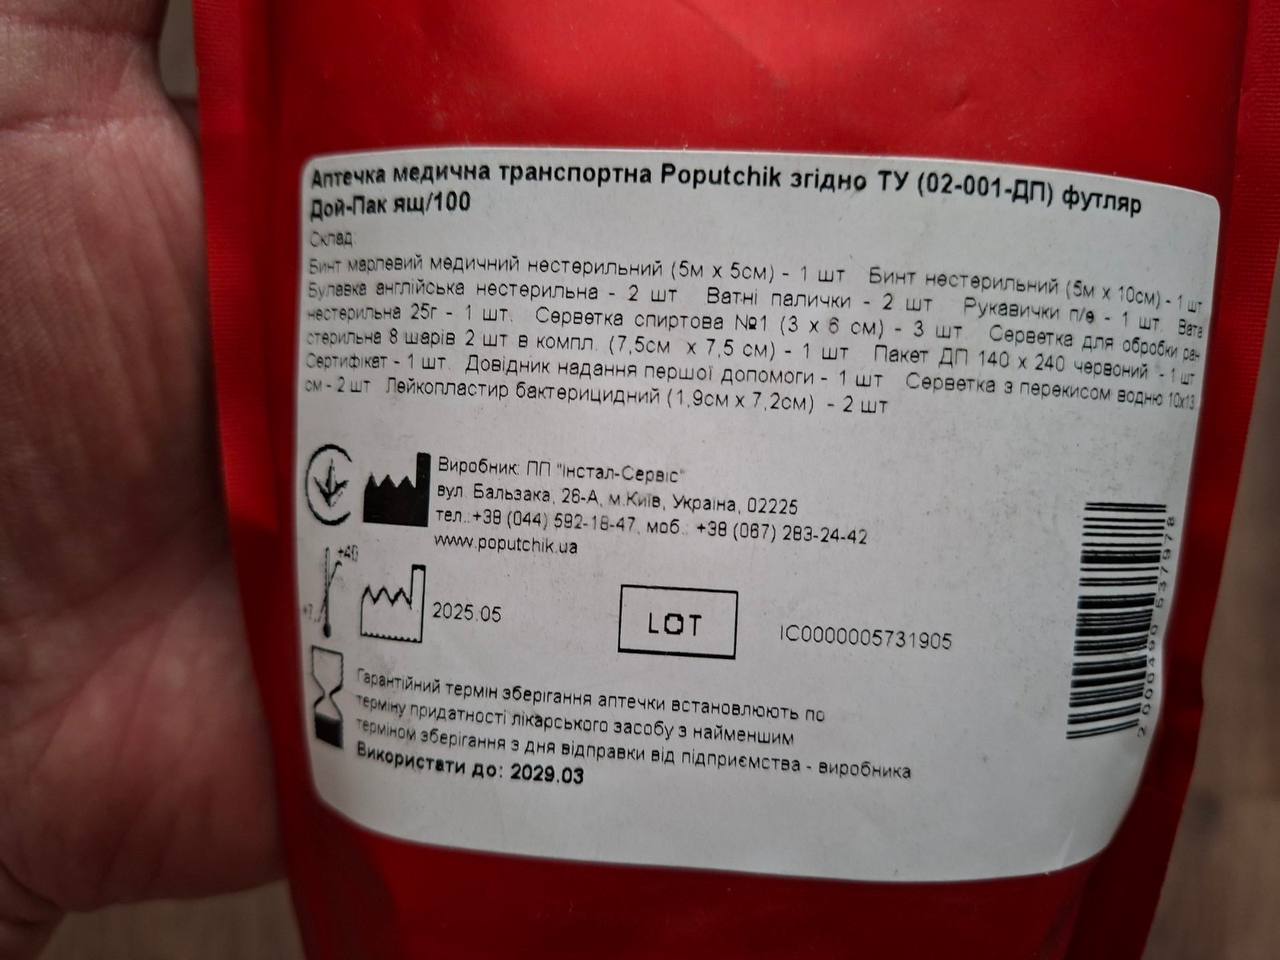 Аптечка медична транспортна Poputchik згідно ТУ (02-001-ДП) футляр
Дой-Пак ящ/100
Склад:
Бинт марлевий медичний нестерильний (5м х 5см) - 1 шт Бинт нестерильний (5м х 10см) - 1 шт
Булавка англійська нестерильна - 2 шт Ватні палички - 2 шт Рукавички п/е - 1 шт. Вата
нестерильна 25г - 1 шт. Серветка спиртова №1 (3 х 6 см) - 3 шт Серветка для обробки ран
стерильна 8 шарів 2 шт в компл. (7,5см х 7,5 см) - 1 шт Пакет ДП 140 х 240 червоний - 1 шт
Сертифікат - 1 шт. Довідник надання першої допомоги - 1 шт Серветка з перекисом водню 10х13
см - 2 шт Лейкопластир бактерицидний (1,9см х 7,2см) - 2 шт
Виробник: ПП "Інстал-Сервіс"
вул. Бальзака, 26-А, м.Київ, Україна, 02225
тел.:+38 (044) 592-18-47, моб.: +38 (067) 283-24-42
www.poputchik.ua
+40
+7
2025.05
LOT
IC0000005731905
Гарантійний термін зберігання аптечки встановлюють по
терміну придатності лікарського засобу з найменшим
терміном зберігання з дня відправки від підприємства - виробника
Використати до: 2029.03
2000490537978